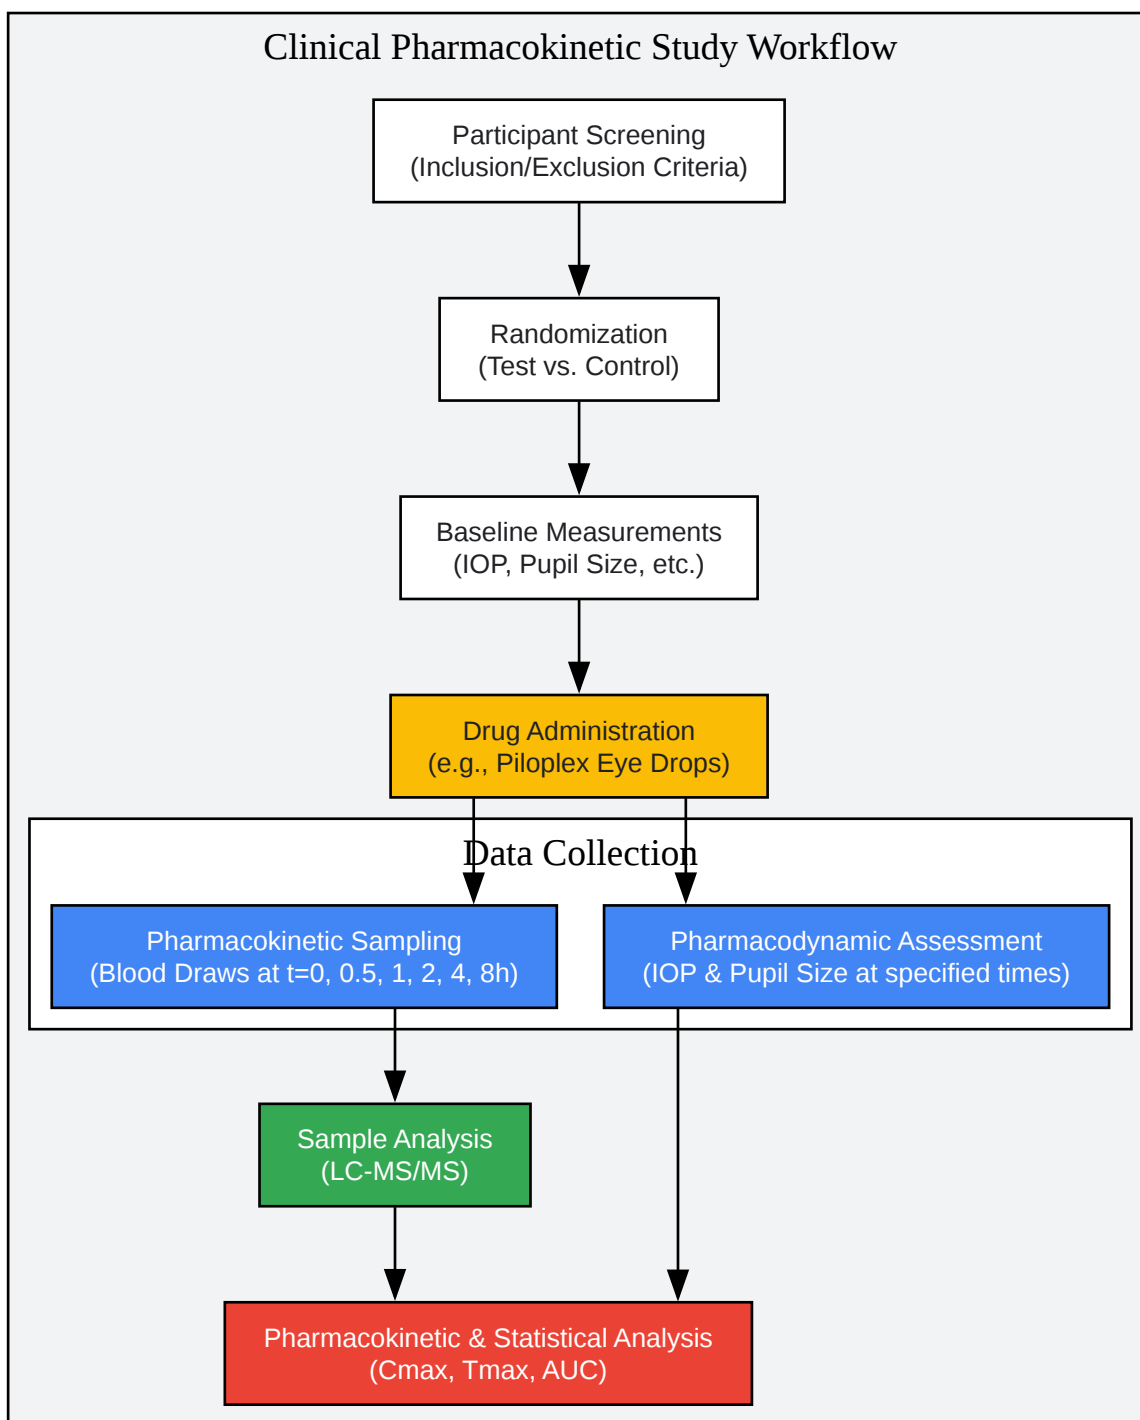 Clinical Pharmacokinetic Study Workflow
Participant Screening
(Inclusion/Exclusion Criteria)
Randomization
(Test vs. Control)
Baseline Measurements
(IOP, Pupil Size, etc.)
Drug Administration
(e.g., Piloplex Eye Drops)
Data Collection
Pharmacokinetic Sampling
(Blood Draws at t=0, 0.5, 1, 2, 4, 8h)
Pharmacodynamic Assessment
(IOP & Pupil Size at specified times)
Sample Analysis
(LC-MS/MS)
Pharmacokinetic & Statistical Analysis
(Cmax, Tmax, AUC)